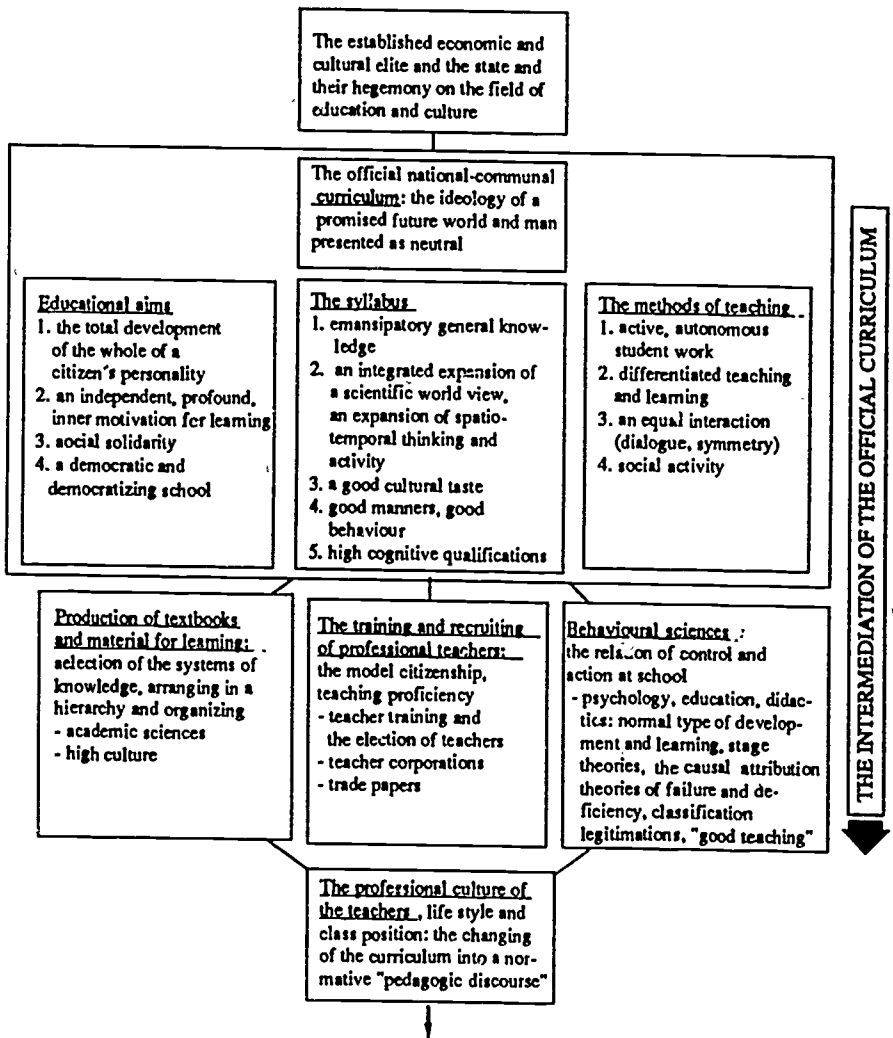 The established economic and
cultural elite and the state and
their hegemony on the field of
education and culture
The official national-communal
curriculum: the ideology of a
promised future world and man
presented as neutral
Educational aims
1. the total development
of the whole of a
citizen's personality
2. an independent, profound,
inner motivation for learning
3. social solidarity
4. a democratic and
democratizing school
The syllabus
1. emansipatory general know-
ledge
2. an integrated expansion of
a scientific world view,
an expansion of spatio-
temporal thinking and
activity
3. a good cultural taste
4. good manners, good
behaviour
5. high cognitive qualifications
The methods of teaching
1. active, autonomous
student work
2. differentiated teaching
and learning
3. an equal interaction
(dialogue, symmetry)
4. social activity
Production of textbooks
and material for learning:
selection of the systems of
knowledge, arranging in a
hierarchy and organizing
- academic sciences
- high culture
The training and recruiting
of professional teachers:
the model citizenship,
teaching proficiency
- teacher training and
the election of teachers
- teacher corporations
- trade papers
Behavioural sciences :
the relation of control and
action at school
- psychology, education, didac-
tics: normal type of develop-
ment and learning, stage
theories, the causal attribution
theories of failure and de-
ficiency, classification
legitimations, "good teaching"
The professional culture of
the teachers, life style and
class position: the changing
of the curriculum into a nor-
mative "pedagogic discourse"
THE INTERMEDIATION OF THE OFFICIAL CURRICULUM